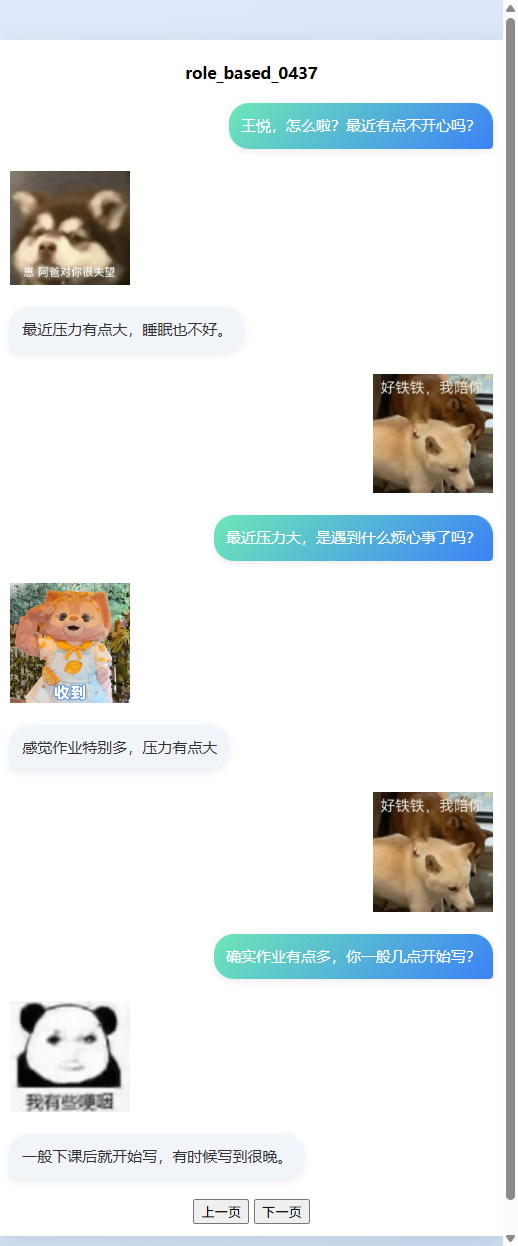 role_based_0437
王悦，怎么啦？最近有点不开心吗？
崽 阿爸对你很失望
最近压力有点大，睡眠也不好。
好铁铁，我陪你
最近压力大，是遇到什么烦心事了吗？
收到
感觉作业特别多，压力有点大
好铁铁，我陪你
确实作业有点多，你一般几点开始写？
我有些哽咽
一般下课后就开始写，有时候写到很晚。
上一页 下一页